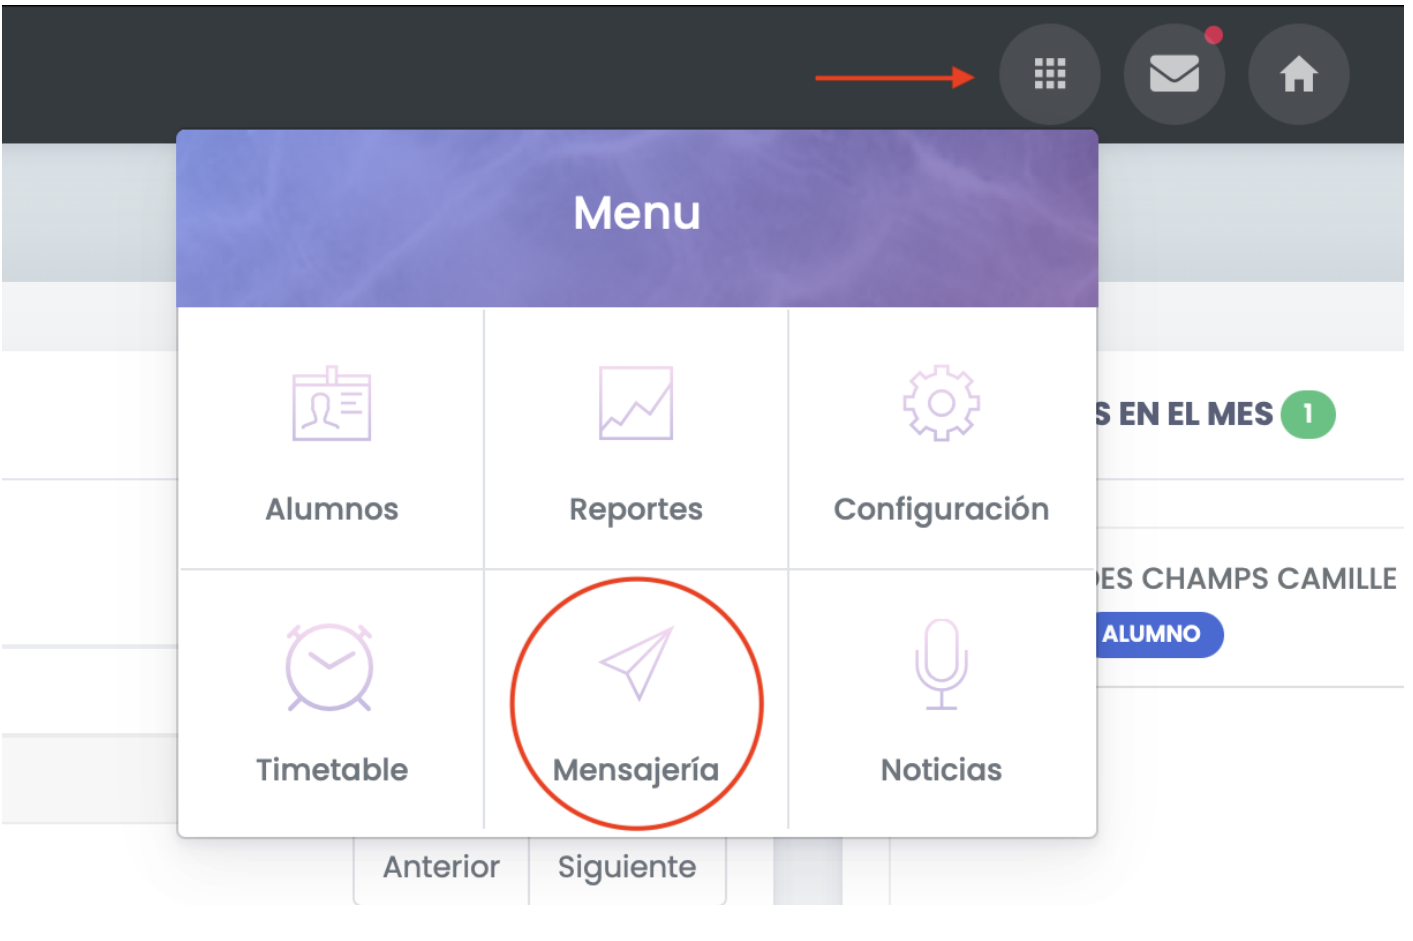 Menu
Alumnos
Reportes
Configuración
S EN EL MES 1
ES CHAMPS CAMILLE
ALUMNO
Timetable
Mensajería
Noticias
Anterior
Siguiente